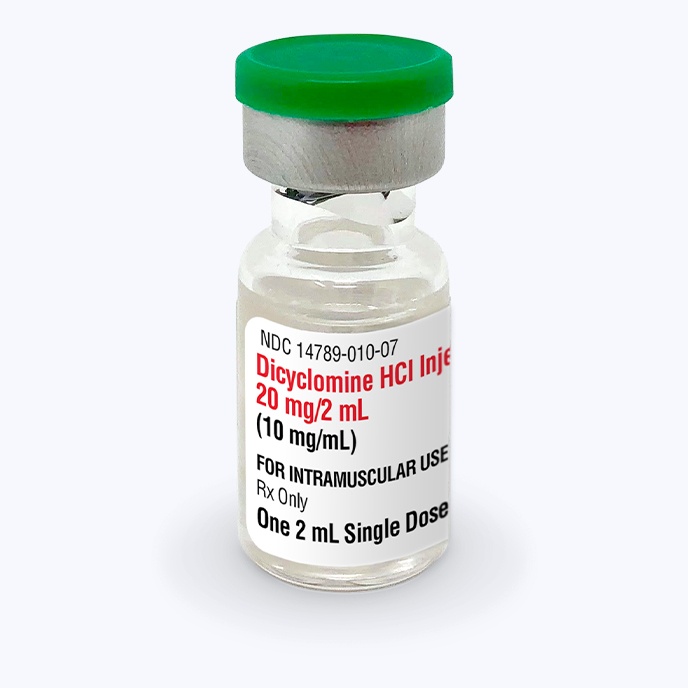 NDC 14789-010-07
Dicyclomine HCl Inje
20 mg/2 mL
(10 mg/mL)
FOR INTRAMUSCULAR USE
Rx Only
One 2 mL Single Dose